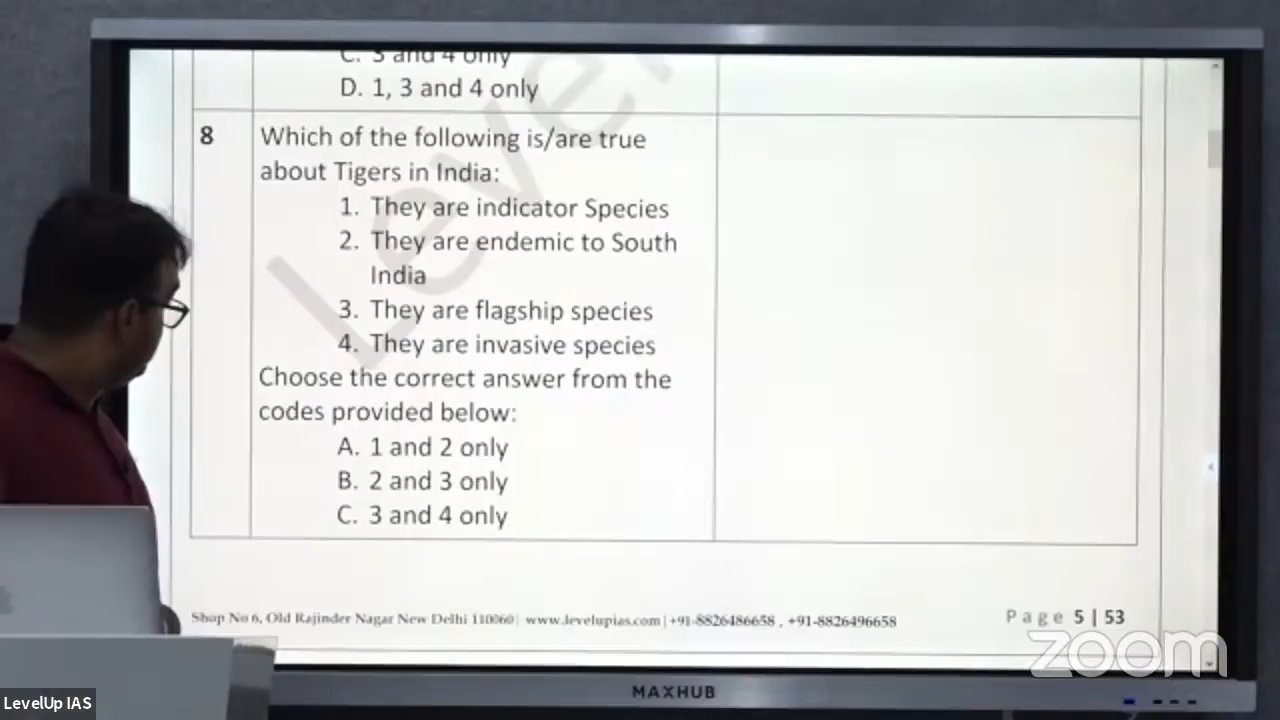 C. 3 and 4 only
D. 1, 3 and 4 only
8 Which of the following is/are true
about Tigers in India:
1. They are indicator Species
2. They are endemic to South
India
3. They are flagship species
4. They are invasive species
Choose the correct answer from the
codes provided below:
A. 1 and 2 only
B. 2 and 3 only
C. 3 and 4 only
Shop No 6, Old Rajinder Nagar New Delhi 110060 | www.levelupias.com | +91-8826486658 , +91-8826496658
Page 5 | 53
zoom
MAXHUB
LevelUp IAS